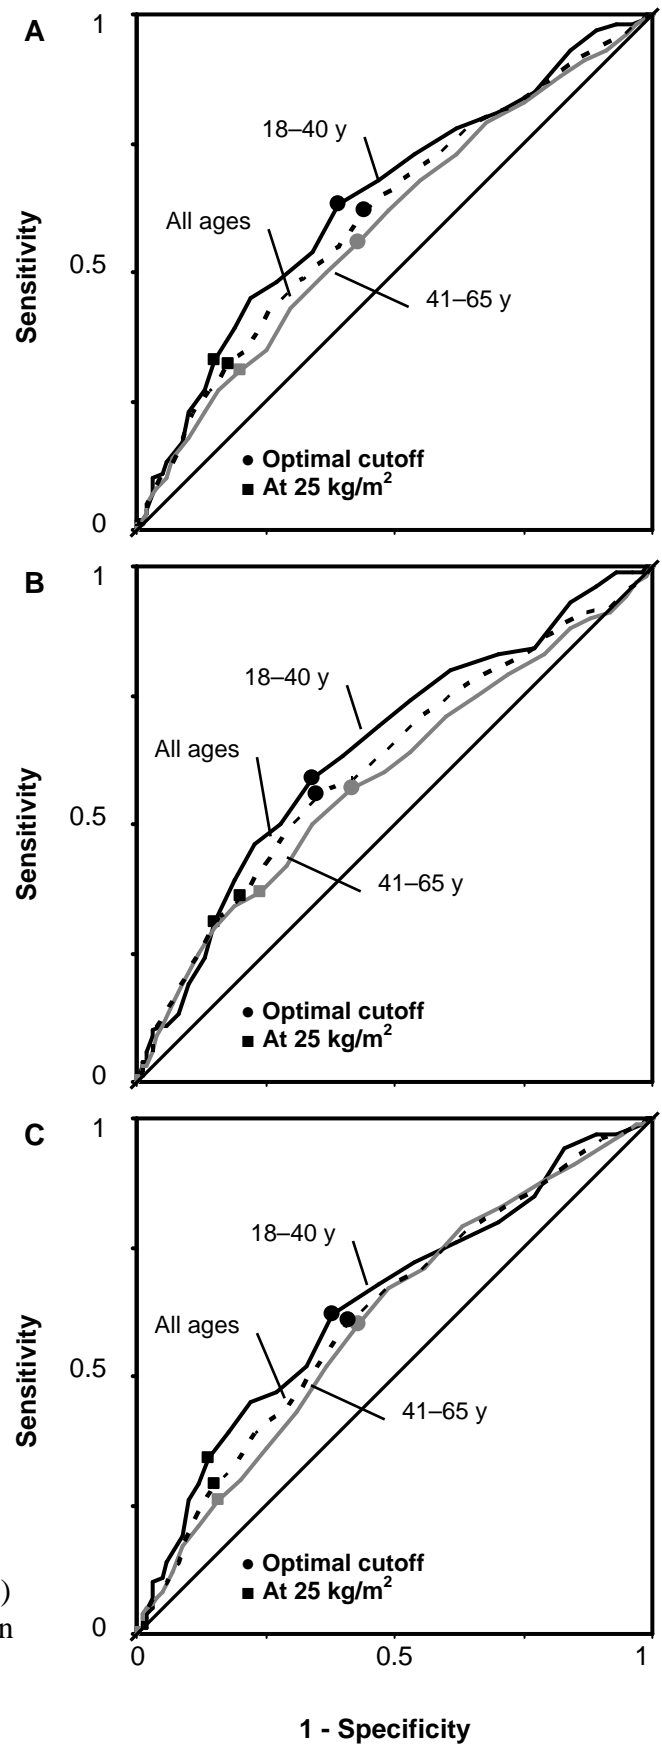 A
1
18–40 y
All ages
Sensitivity
0.5
41–65 y
● Optimal cutoff
■ At 25 kg/m2
0
B
1
18–40 y
All ages
Sensitivity
0.5
41–65 y
● Optimal cutoff
■ At 25 kg/m2
0
C
1
18–40 y
All ages
Sensitivity
0.5
41–65 y
● Optimal cutoff
■ At 25 kg/m2
)
n
0
0 0.5 1
1 - Specificity